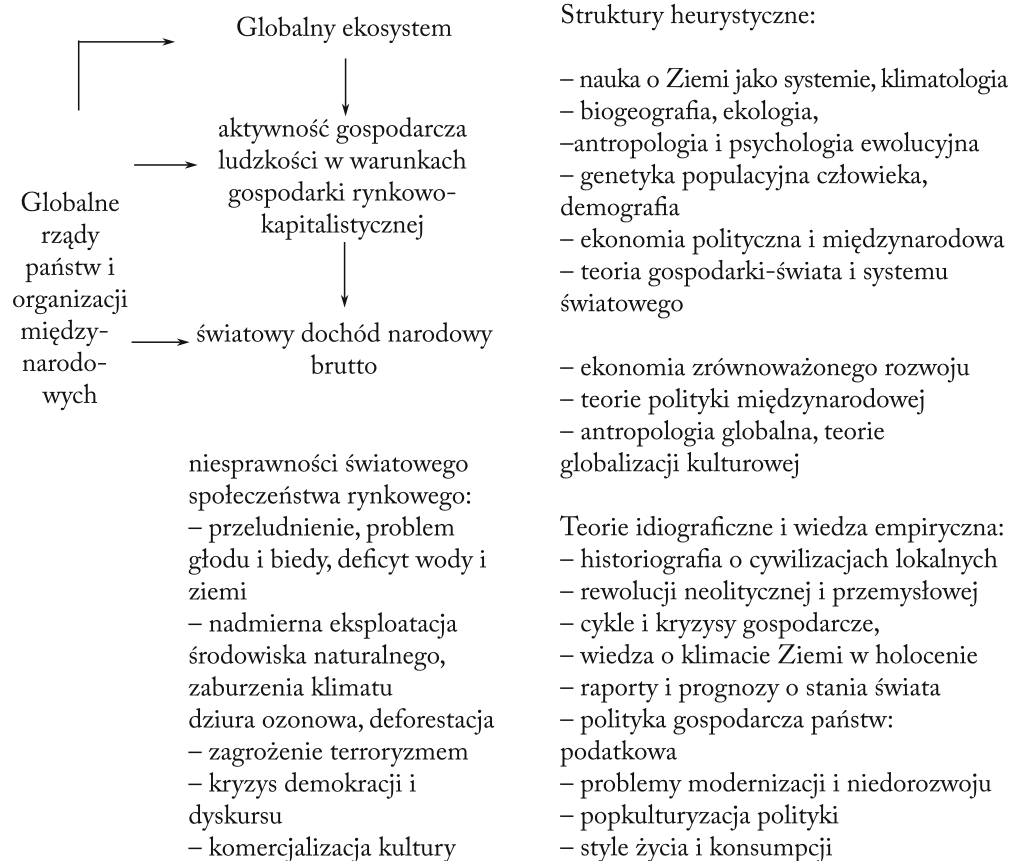 Globalny ekosystem
aktywność gospodarcza
ludzkości w warunkach
gospodarki rynkowo-
kapitalistycznej
Globalne
rządy
państw i
organizacji
między-
narodo-
wych
światowy dochód narodowy
brutto
niesprawności światowego
społeczeństwa rynkowego:
– przeludnienie, problem
głodu i biedy, deficyt wody i
ziemi
– nadmierna eksploatacja
środowiska naturalnego,
zaburzenia klimatu
dziura ozonowa, deforestacja
– zagrożenie terroryzmem
– kryzys demokracji i
dyskursu
– komercjalizacja kultury
Struktury heurystyczne:
– nauka o Ziemi jako systemie, klimatologia
– biogeografia, ekologia,
–antropologia i psychologia ewolucyjna
– genetyka populacyjna człowieka,
demografia
– ekonomia polityczna i międzynarodowa
– teoria gospodarki-świata i systemu
światowego
– ekonomia zrównoważonego rozwoju
– teorie polityki międzynarodowej
– antropologia globalna, teorie
globalizacji kulturowej
Teorie idiograficzne i wiedza empiryczna:
– historiografia o cywilizacjach lokalnych
– rewolucji neolitycznej i przemysłowej
– cykle i kryzysy gospodarcze,
– wiedza o klimacie Ziemi w holocenie
– raporty i prognozy o stania świata
– polityka gospodarcza państw:
podatkowa
– problemy modernizacji i niedorozwoju
– popkulturyzacja polityki
– style życia i konsumpcji